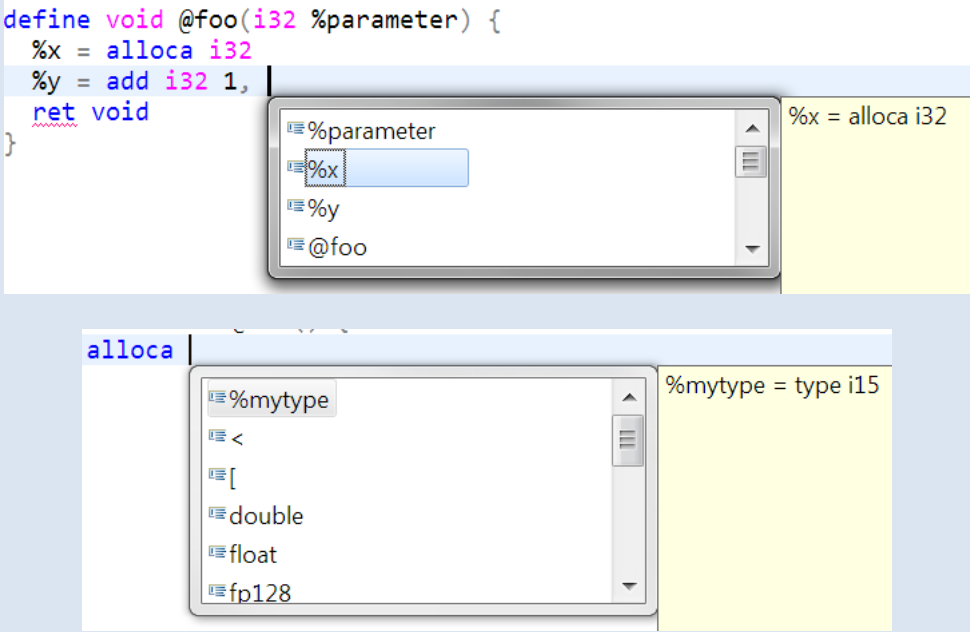 define void @foo(i32 %parameter) {
%x = alloca i32
%y = add i32 1,
ret void
}
%parameter
%x
%y
@foo
%x = alloca i32
alloca
%mytype
<
[
double
float
fp128
%mytype = type i15